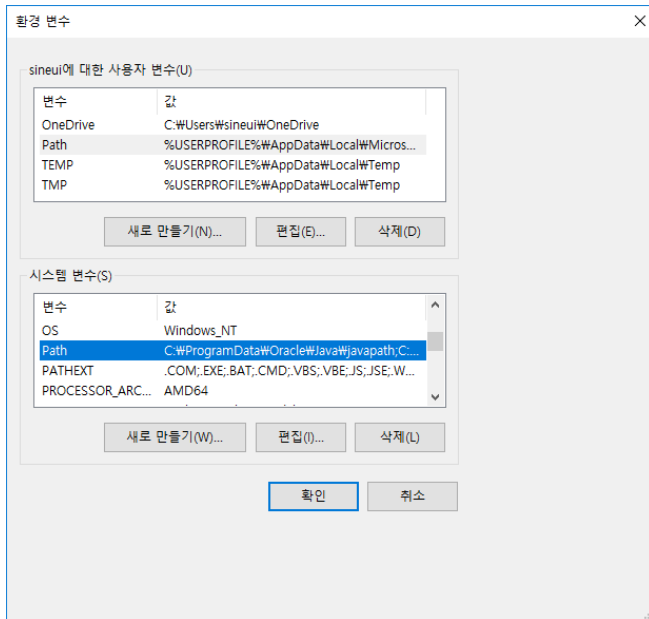 환경 변수
sineui에 대한 사용자 변수(U)
변수 값
OneDrive C:₩Users₩sineui₩OneDrive
Path %USERPROFILE%₩AppData₩Local₩Micros...
TEMP %USERPROFILE%₩AppData₩Local₩Temp
TMP %USERPROFILE%₩AppData₩Local₩Temp
새로 만들기(N)... 편집(E)... 삭제(D)
시스템 변수(S)
변수 값
OS Windows_NT
Path C:₩ProgramData₩Oracle₩Java₩javapath;C:...
PATHEXT .COM;.EXE;.BAT;.CMD;.VBS;.VBE;.JS;.JSE;.W...
PROCESSOR_ARC... AMD64
새로 만들기(W)... 편집(I)... 삭제(L)
확인 취소